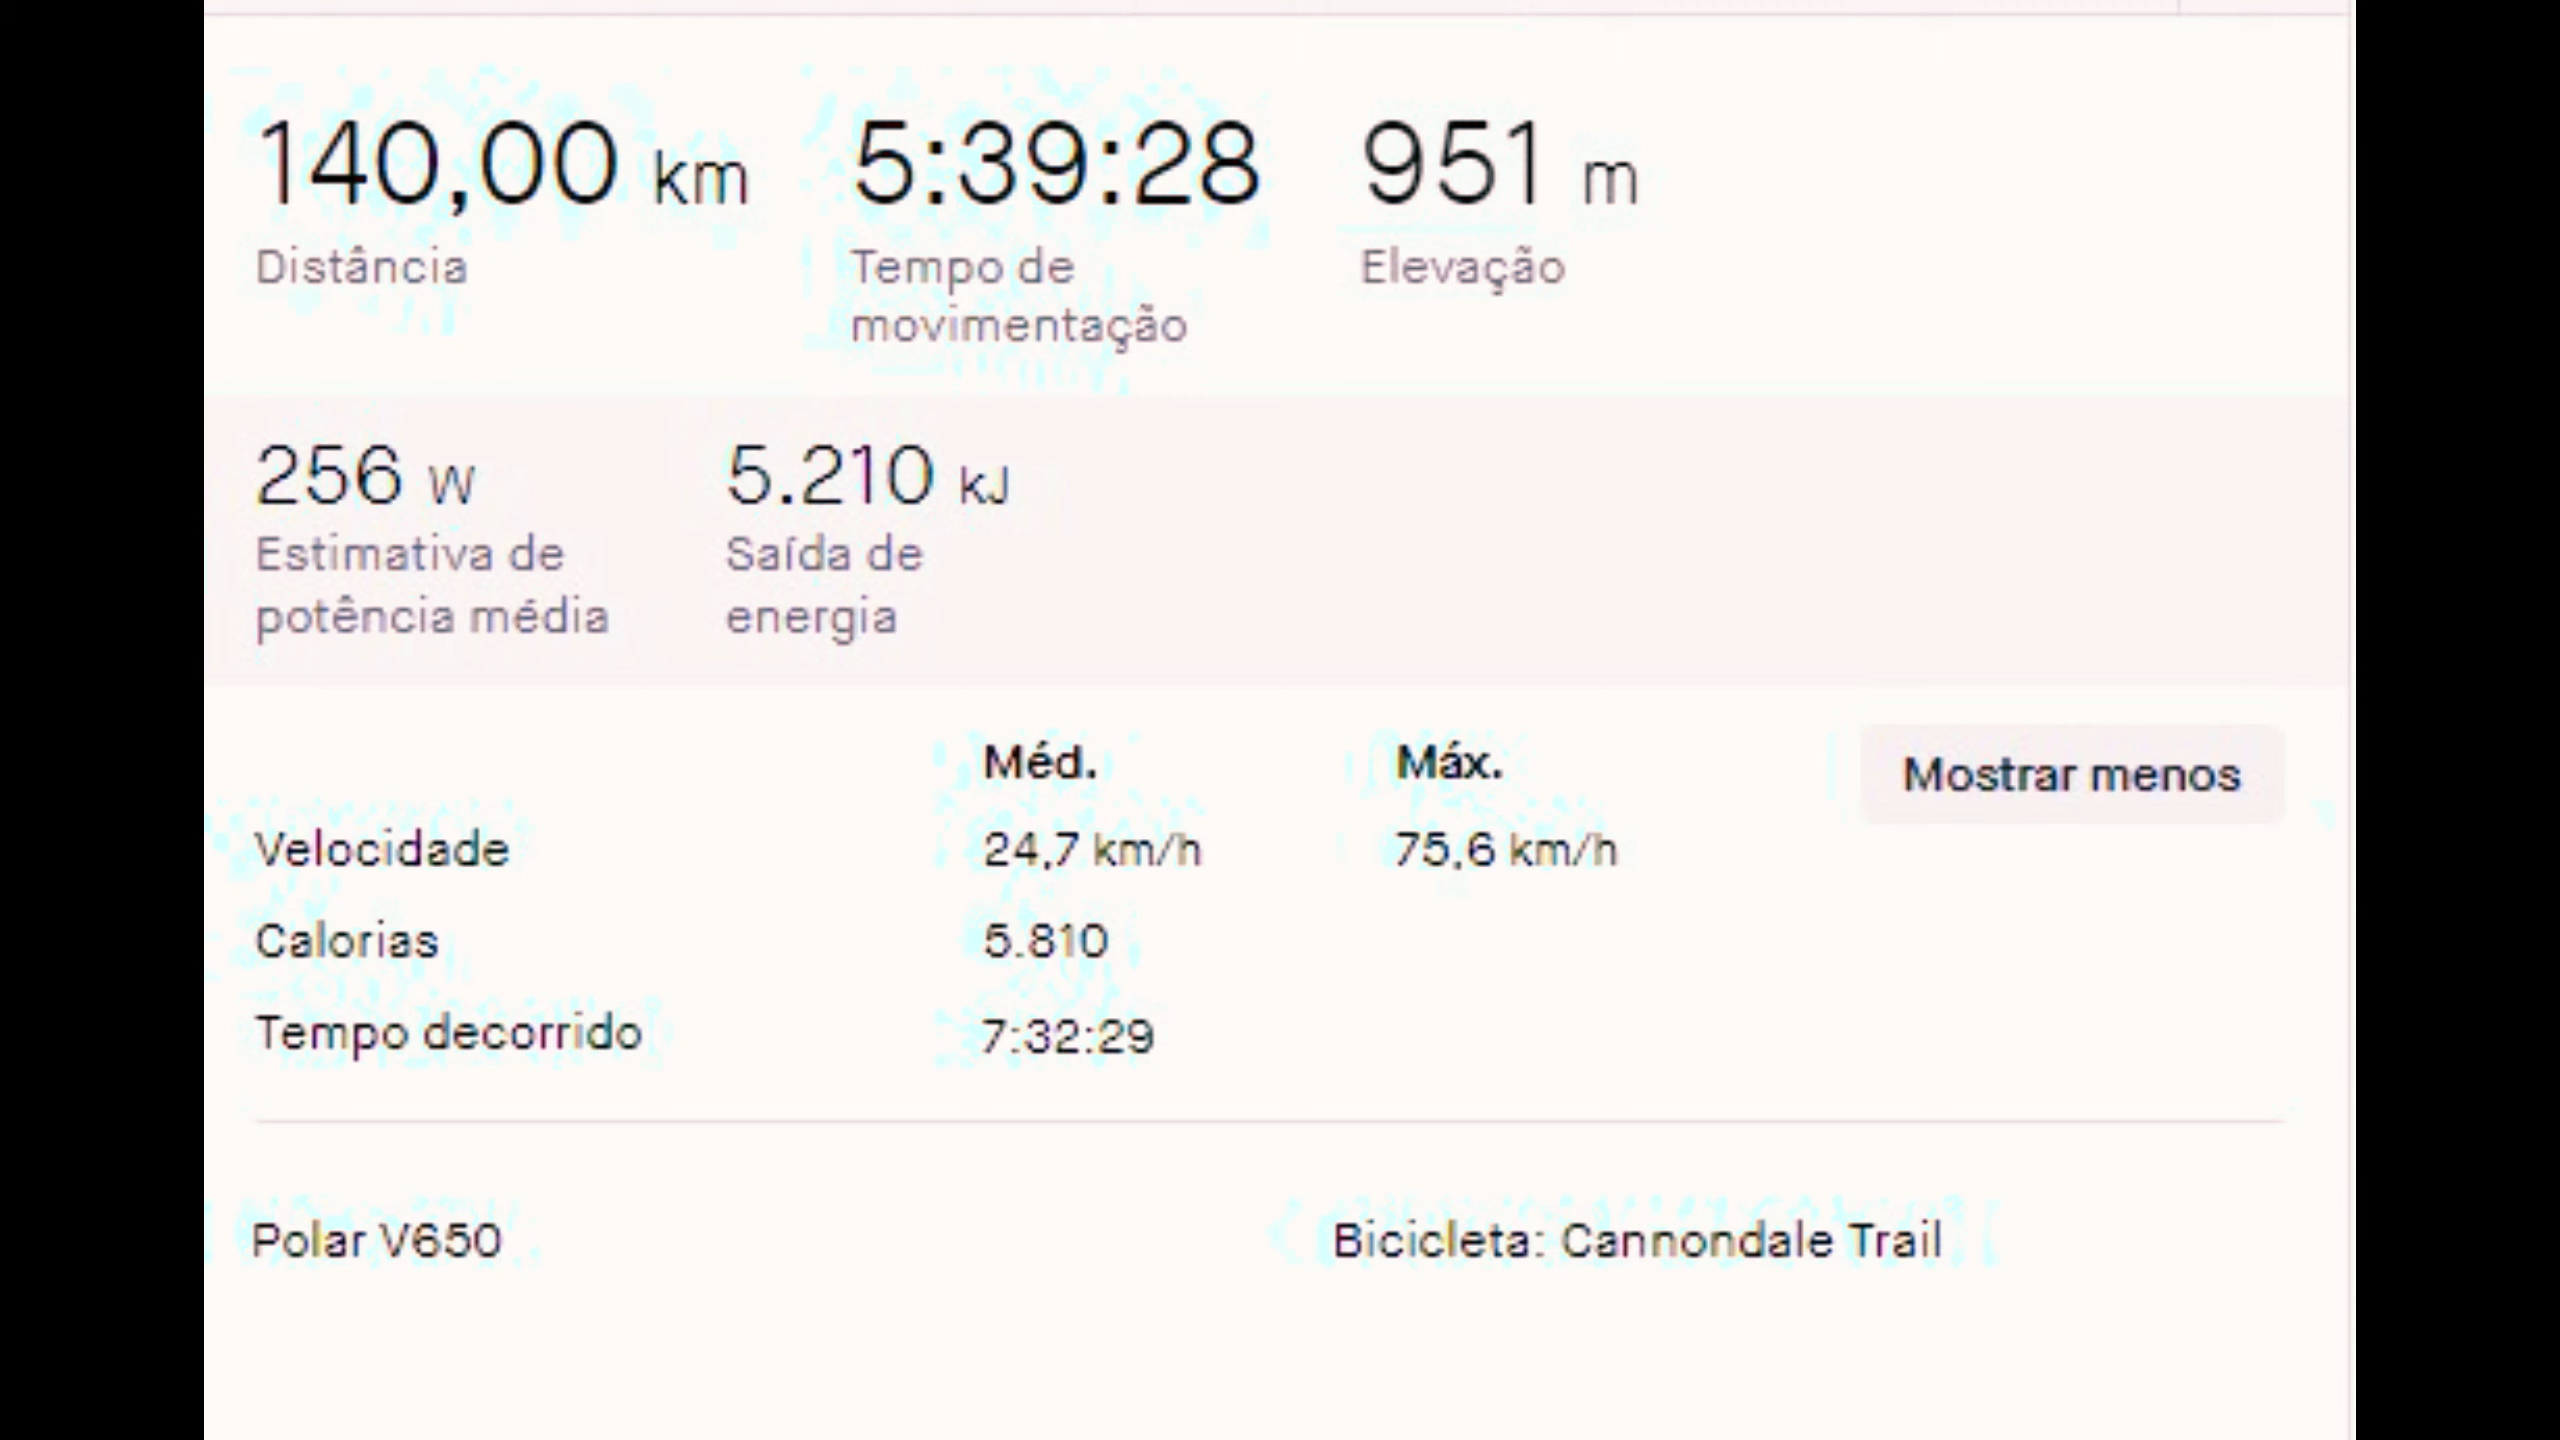 140,00 km 5:39:28 951 m
Distância Tempo de movimentação Elevação
256 W 5.210 kJ
Estimativa de potência média Saída de energia
Méd. Máx. Mostrar menos
Velocidade 24,7 km/h 75,6 km/h
Calorias 5.810
Tempo decorrido 7:32:29
Polar V650 Bicicleta: Cannondale Trail